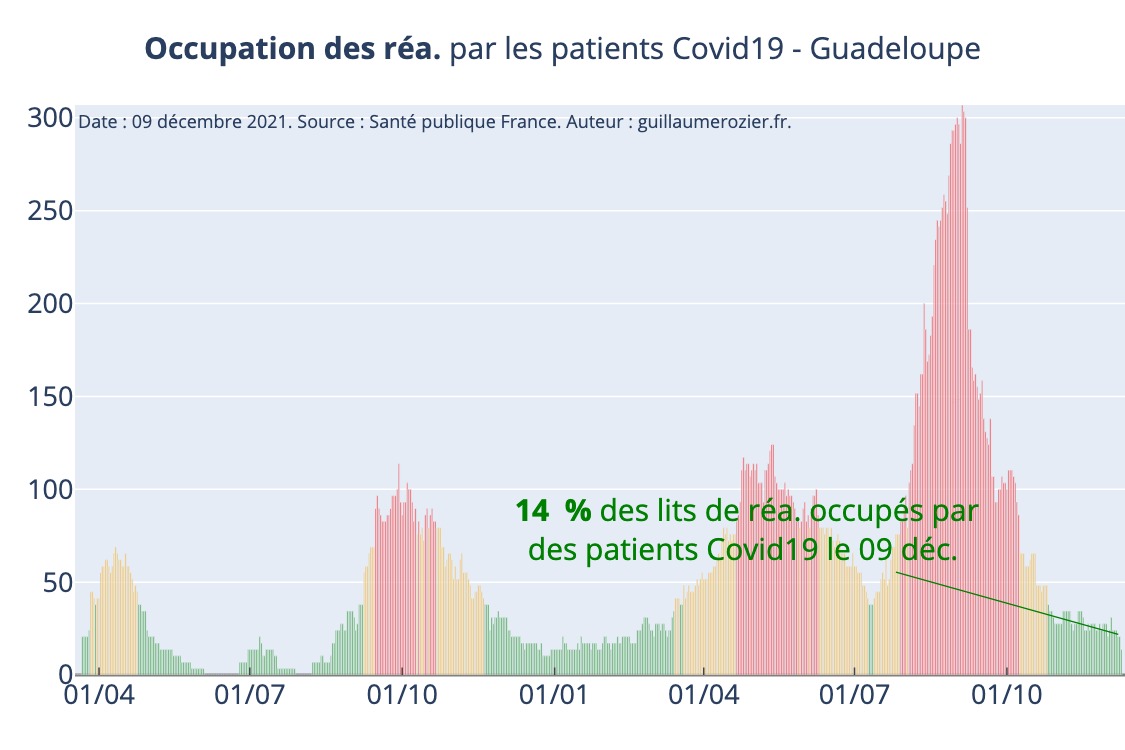 Occupation des réa. par les patients Covid19 - Guadeloupe
300
Date : 09 décembre 2021. Source : Santé publique France. Auteur : guillaumerozier.fr.
250
200
150
100
14 % des lits de réa. occupés par
des patients Covid19 le 09 déc.
50
0
01/04 01/07 01/10 01/01 01/04 01/07 01/10